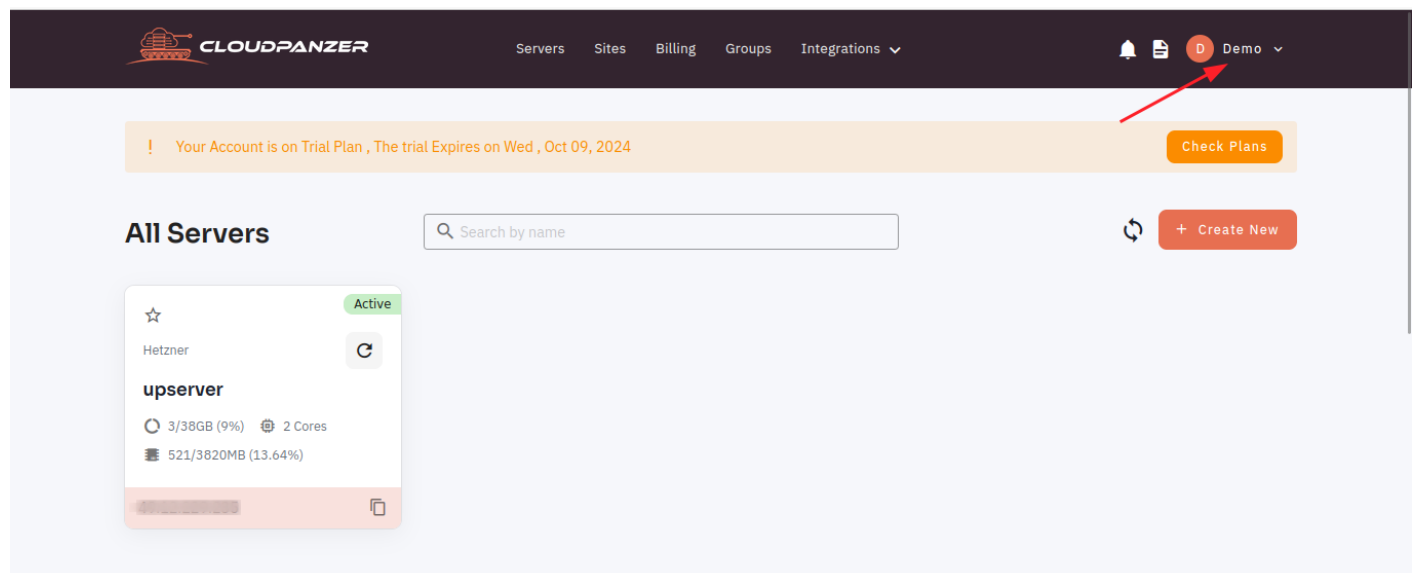 CLOUDPANZER
Servers Sites Billing Groups Integrations
D Demo
! Your Account is on Trial Plan , The trial Expires on Wed , Oct 09, 2024
Check Plans
All Servers
Search by name
+ Create New
Active
Hetzner
upserver
3/38GB (9%) 2 Cores
521/3820MB (13.64%)